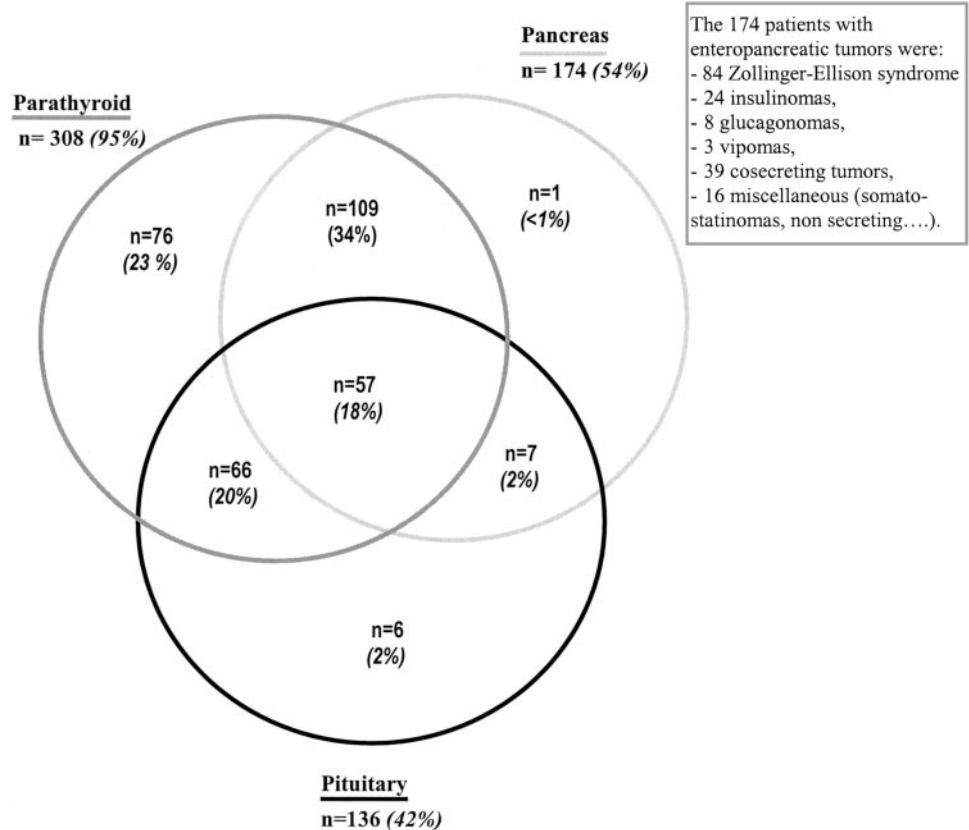 Pancreas
n= 174 (54%)
The 174 patients with
enteropancreatic tumors were:
- 84 Zollinger-Ellison syndrome
- 24 insulinomas,
- 8 glucagonomas,
- 3 vipomas,
- 39 cosecreting tumors,
- 16 miscellaneous (somato-
statinomas, non secreting....).
Parathyroid
n= 308 (95%)
n=109
(34%)
n=1
(<1%)
n=76
(23 %)
n=57
(18%)
n=66
(20%)
n=7
(2%)
n=6
(2%)
Pituitary
n=136 (42%)